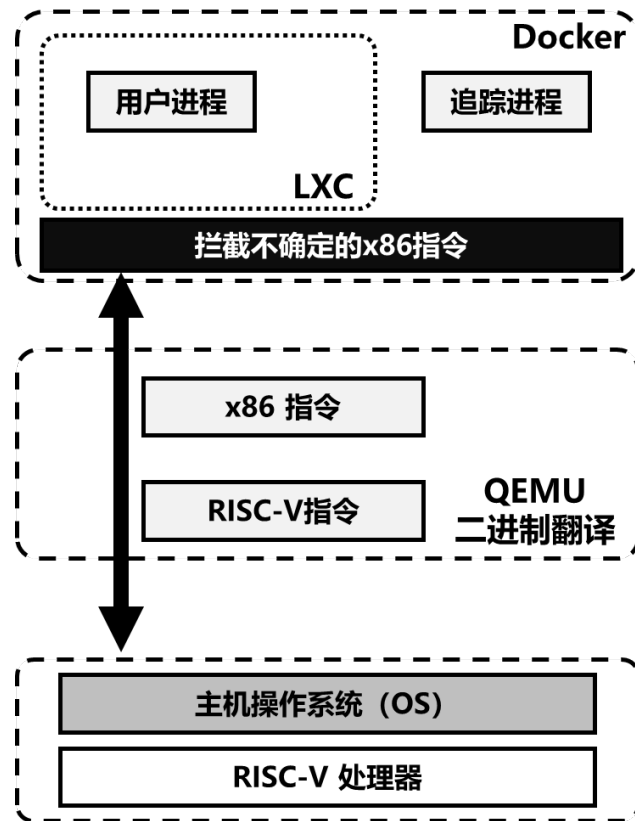 Docker
用户进程
追踪进程
LXC
拦截不确定的x86指令
x86 指令
RISC-V指令
QEMU
二进制翻译
主机操作系统（OS）
RISC-V 处理器